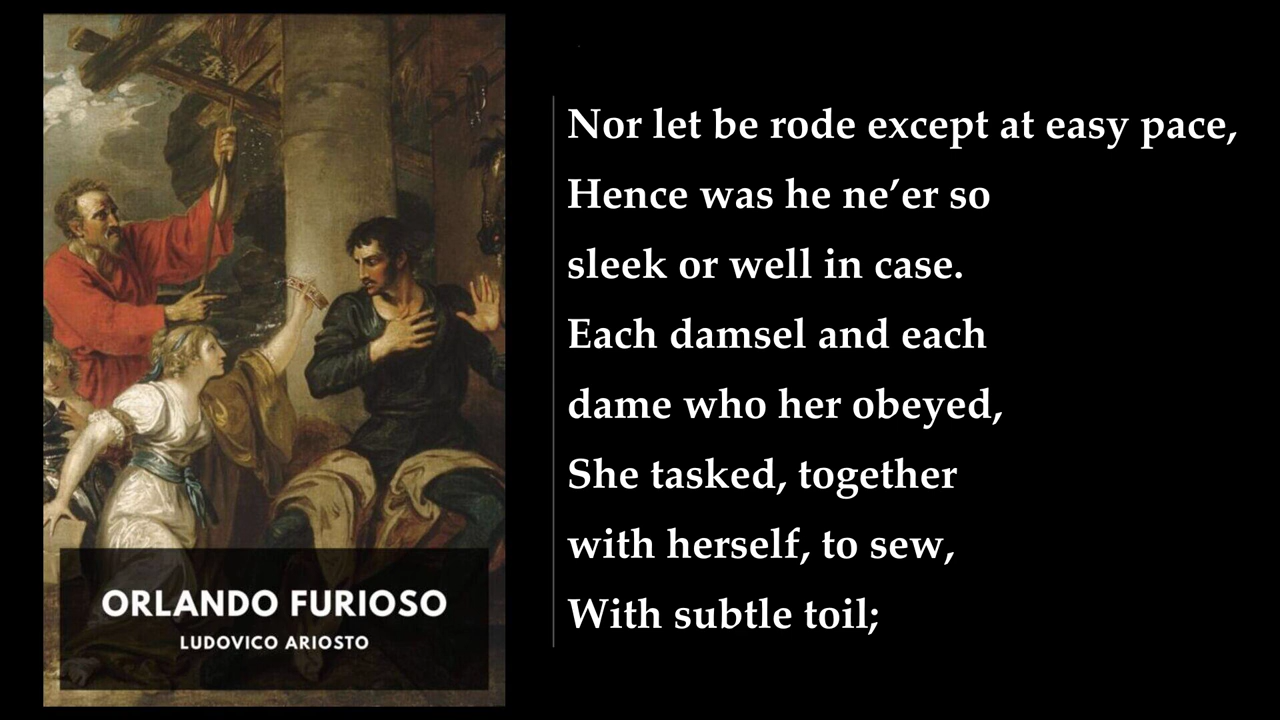 ORLANDO FURIOSO
LUDOVICO ARIOSTO
Nor let be rode except at easy pace,
Hence was he ne’er so
sleek or well in case.
Each damsel and each
dame who her obeyed,
She tasked, together
with herself, to sew,
With subtle toil;